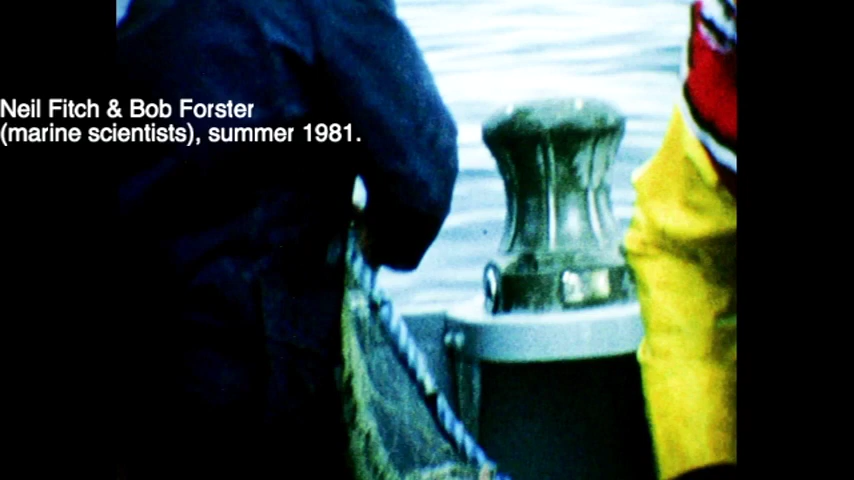 Neil Fitch & Bob Forster
(marine scientists), summer 1981.